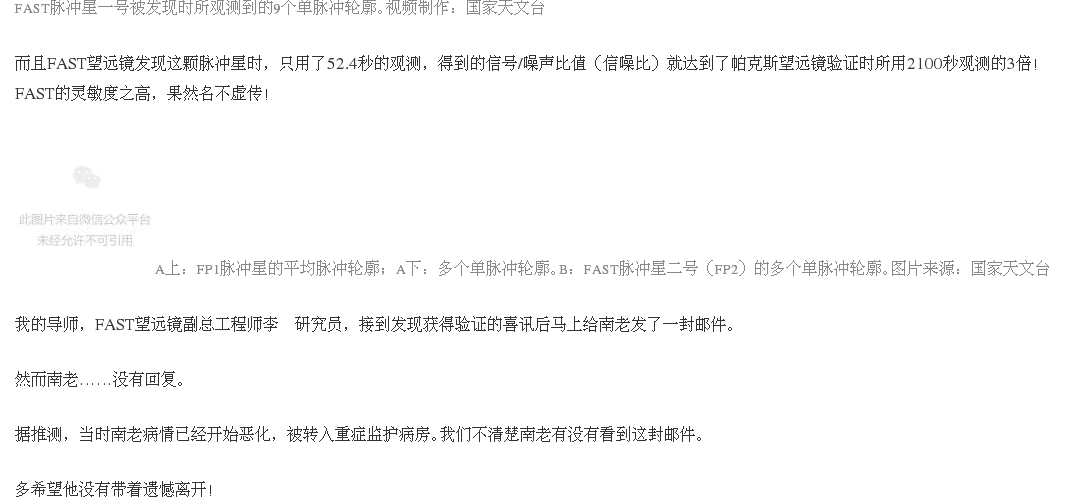 FAST脉冲星一号被发现时所观测到的9个单脉冲轮廓。视频制作：国家天文台
而且FAST望远镜发现这颗脉冲星时，只用了52.4秒的观测，得到的信号/噪声比值（信噪比）就达到了帕克斯望远镜验证时所用2100秒观测的3倍！
FAST的灵敏度之高，果然名不虚传！
此图片来自微信公众平台
未经允许不可引用
A上：FP1脉冲星的平均脉冲轮廓；A下：多个单脉冲轮廓。B：FAST脉冲星二号（FP2）的多个单脉冲轮廓。图片来源：国家天文台
我的导师，FAST望远镜副总工程师李　研究员，接到发现获得验证的喜讯后马上给南老发了一封邮件。
然而南老……没有回复。
据推测，当时南老病情已经开始恶化，被转入重症监护病房。我们不清楚南老有没有看到这封邮件。
多希望他没有带着遗憾离开！